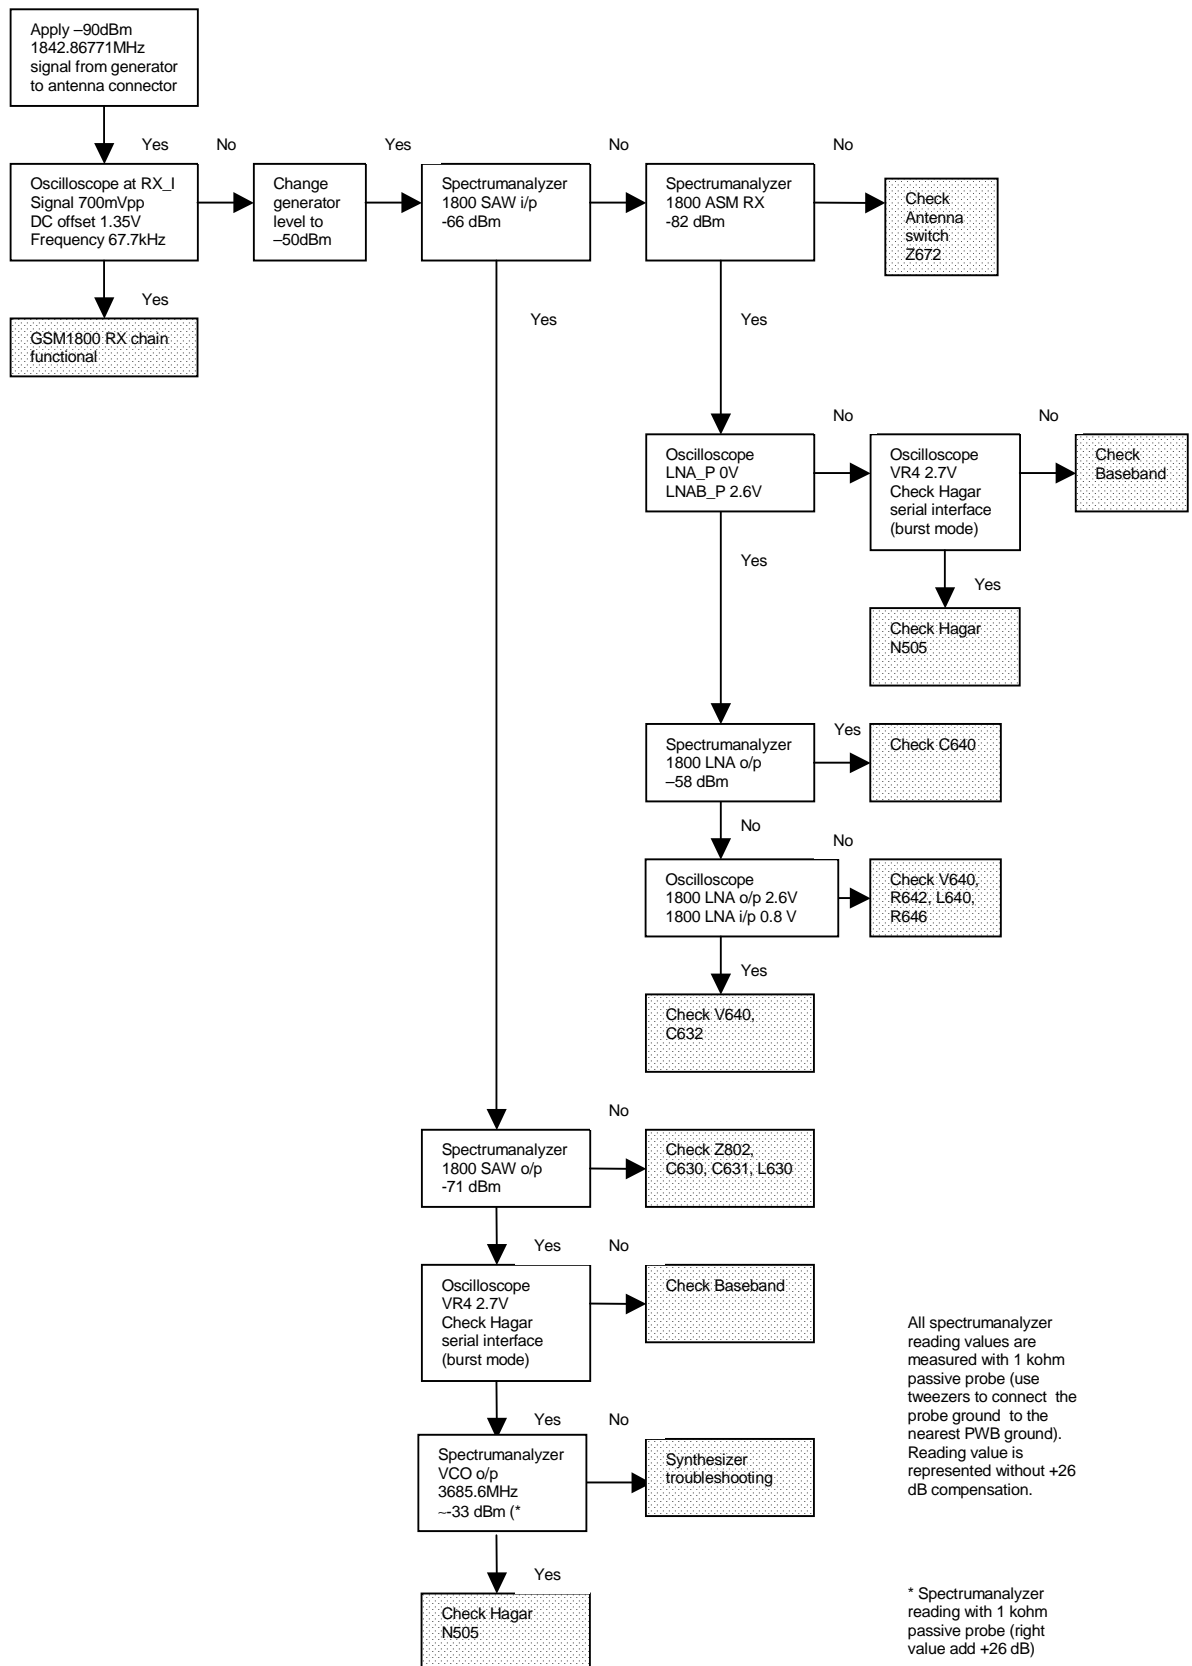 Apply –90dBm
1842.86771MHz
signal from generator
to antenna connector
Yes
No
Yes
No
No
Oscilloscope at RX_I
Signal 700mVpp
DC offset 1.35V
Frequency 67.7kHz
Change
generator
level to
–50dBm
Spectrumanalyzer
1800 SAW i/p
-66 dBm
Spectrumanalyzer
1800 ASM RX
-82 dBm
Check
Antenna
switch
Z672
Yes
Yes
Yes
GSM1800 RX chain
functional
No
No
Oscilloscope
LNA_P 0V
LNAB_P 2.6V
Oscilloscope
VR4 2.7V
Check Hagar
serial interface
(burst mode)
Check
Baseband
Yes
Yes
Check Hagar
N505
Spectrumanalyzer
1800 LNA o/p
–58 dBm
Yes
Check C640
No
No
Oscilloscope
1800 LNA o/p 2.6V
1800 LNA i/p 0.8 V
Check V640,
R642, L640,
R646
Yes
Check V640,
C632
No
Spectrumanalyzer
1800 SAW o/p
-71 dBm
Check Z802,
C630, C631, L630
Yes
No
Oscilloscope
VR4 2.7V
Check Hagar
serial interface
(burst mode)
Check Baseband
Yes
No
Spectrumanalyzer
VCO o/p
3685.6MHz
~-33 dBm (*
Synthesizer
troubleshooting
Yes
Check Hagar
N505
All spectrumanalyzer
reading values are
measured with 1 kohm
passive probe (use
tweezers to connect the
probe ground to the
nearest PWB ground).
Reading value is
represented without +26
dB compensation.
* Spectrumanalyzer
reading with 1 kohm
passive probe (right
value add +26 dB)